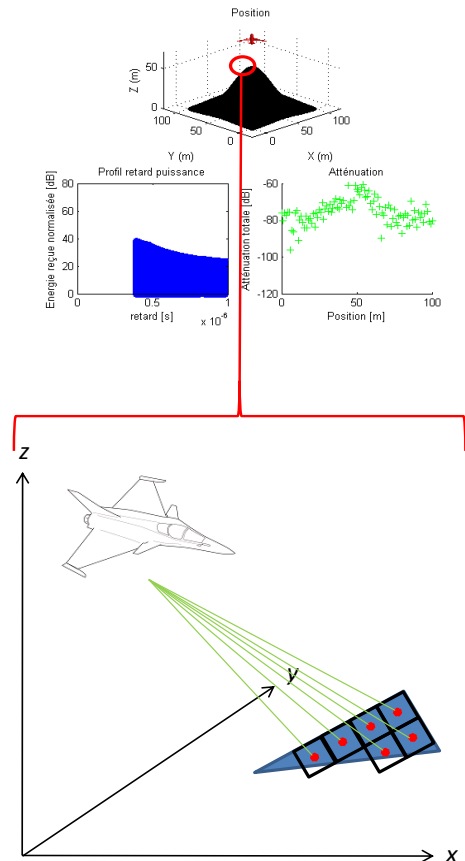 Position
Z (m)
50
0
100
50
0
0
50
100
Y (m)
X (m)
Profil retard puissance
Energie reçue normalisée [dB]
80
60
40
20
0
0
0.5
1
retard [s]
x 10⁻⁶
Atténuation
Atténuation totale [dB]
-60
-80
-100
-120
0
50
100
Position [m]
z
y
x